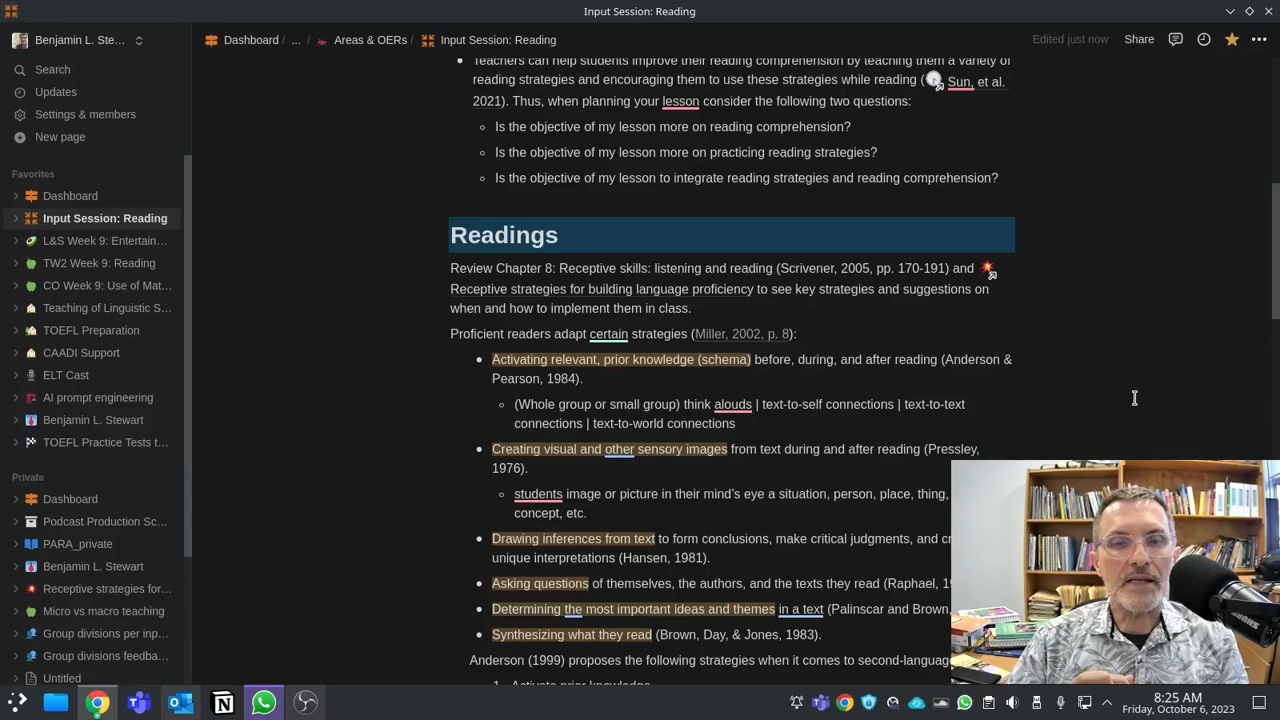 Input Session: Reading
Benjamin L. Ste...
Dashboard /
...
/
Areas & OERs /
Input Session: Reading
Edited just now
Share
Search
Updates
Settings & members
New page
Favorites
Dashboard
Input Session: Reading
L&S Week 9: Entertain...
TW2 Week 9: Reading
CO Week 9: Use of Mat...
Teaching of Linguistic S...
TOEFL Preparation
CAADI Support
ELT Cast
AI prompt engineering
Benjamin L. Stewart
TOEFL Practice Tests t...
Private
Dashboard
Podcast Production Sc...
PARA_private
Benjamin L. Stewart
Receptive strategies for...
Micro vs macro teaching
Group divisions per inp...
Group divisions feedba...
Untitled
Teachers can help students improve their reading comprehension by teaching them a variety of
reading strategies and encouraging them to use these strategies while reading ( Sun, et al.
2021). Thus, when planning your lesson consider the following two questions:
Is the objective of my lesson more on reading comprehension?
Is the objective of my lesson more on practicing reading strategies?
Is the objective of my lesson to integrate reading strategies and reading comprehension?
Readings
Review Chapter 8: Receptive skills: listening and reading (Scrivener, 2005, pp. 170-191) and
Receptive strategies for building language proficiency to see key strategies and suggestions on
when and how to implement them in class.
Proficient readers adapt certain strategies (Miller, 2002, p. 8):
Activating relevant, prior knowledge (schema) before, during, and after reading (Anderson &
Pearson, 1984).
(Whole group or small group) think alouds | text-to-self connections | text-to-text
connections | text-to-world connections
Creating visual and other sensory images from text during and after reading (Pressley,
1976).
students image or picture in their mind's eye a situation, person, place, thing,
concept, etc.
Drawing inferences from text to form conclusions, make critical judgments, and cr
unique interpretations (Hansen, 1981).
Asking questions of themselves, the authors, and the texts they read (Raphael, 19
Determining the most important ideas and themes in a text (Palinscar and Brown,
Synthesizing what they read (Brown, Day, & Jones, 1983).
Anderson (1999) proposes the following strategies when it comes to second-language
1. Activate prior knowledge
8:25 AM
Friday, October 6, 2023